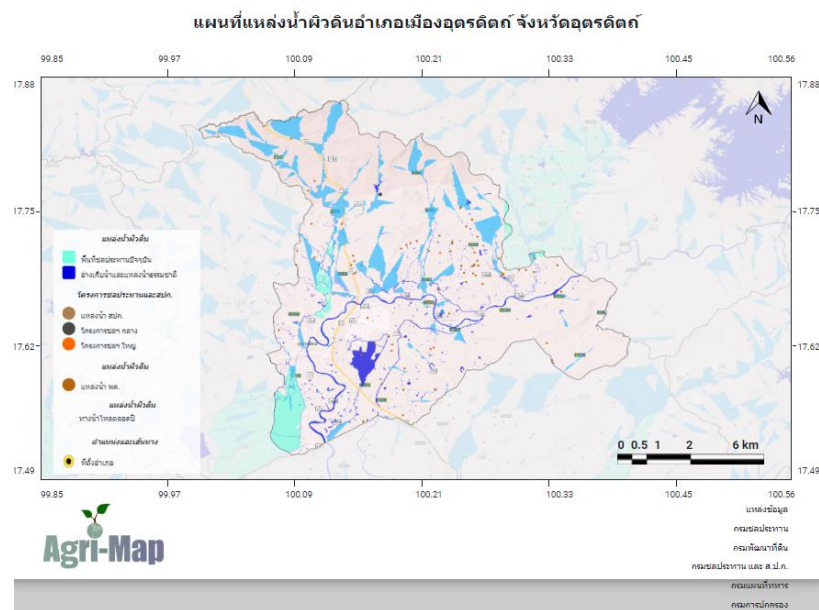 แผนที่แหล่งน้ำผิวดินอำเภอเมืองอุตรดิตถ์ จังหวัดอุตรดิตถ์
99.85 99.97 100.09 100.21 100.33 100.45 100.56
17.88 17.88
N
17.75 17.75
แหล่งน้ำผิวดิน
พื้นที่ชลประทานปัจจุบัน
อ่างเก็บน้ำและแหล่งน้ำธรรมชาติ
โครงการชลประทานและสปก.
แหล่งน้ำ สปก.
โครงการชลฯ กลาง
โครงการชลฯ ใหญ่
17.62 17.62
แหล่งน้ำผิวดิน
แหล่งน้ำ พด.
แหล่งน้ำผิวดิน
ทางน้ำไหลตลอดปี
ตำแหน่งและเส้นทาง
ที่ตั้งอำเภอ
0 0.5 1 2 6 km
17.49 17.49
99.85 99.97 100.09 100.21 100.33 100.45 100.56
Agri-Map
แหล่งข้อมูล
กรมชลประทาน
กรมพัฒนาที่ดิน
กรมชลประทาน และ ส.ป.ก.
กรมแผนที่ทหาร
กรมการปกครอง